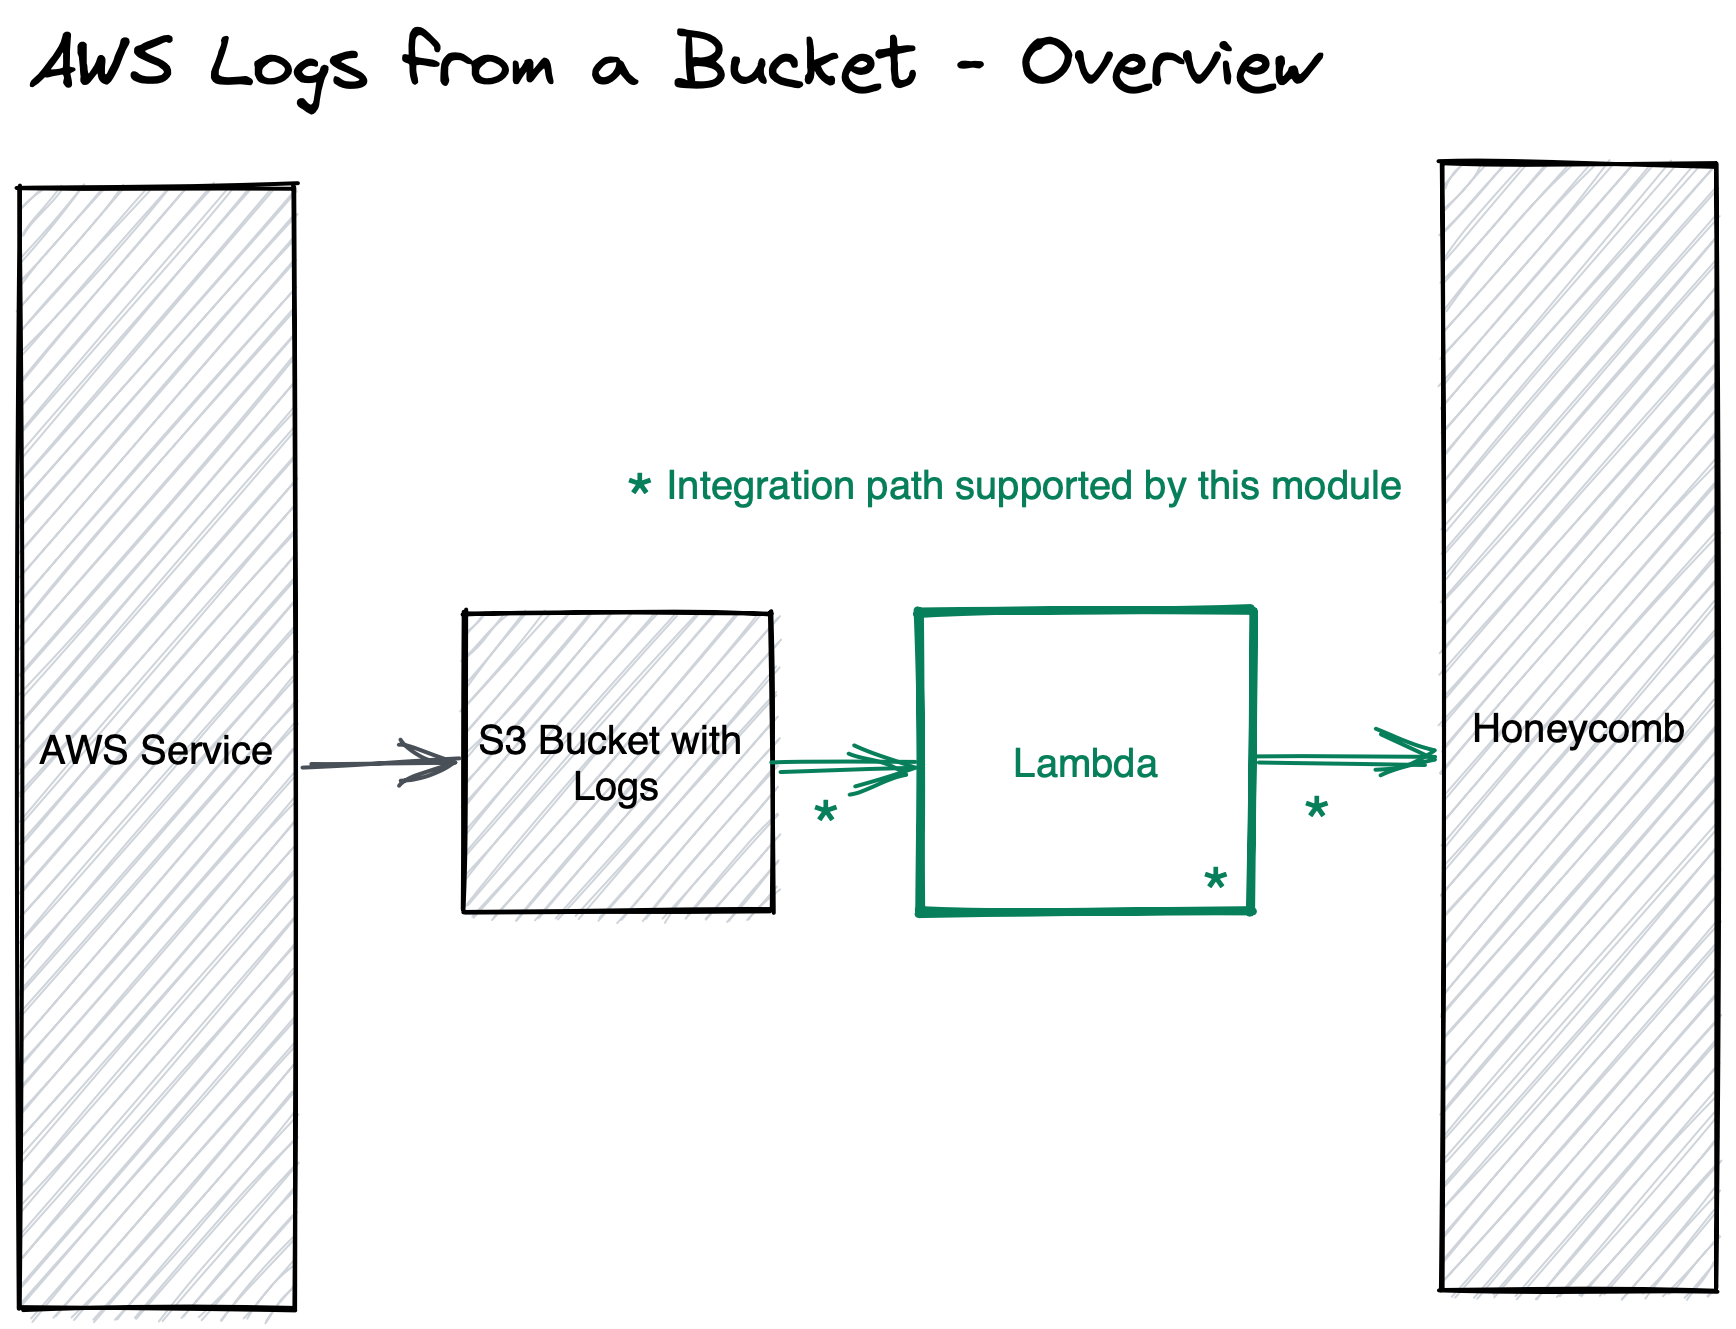 AWS Logs from a Bucket - Overview
* Integration path supported by this module
AWS Service
S3 Bucket with
Logs
*
Lambda
*
*
Honeycomb